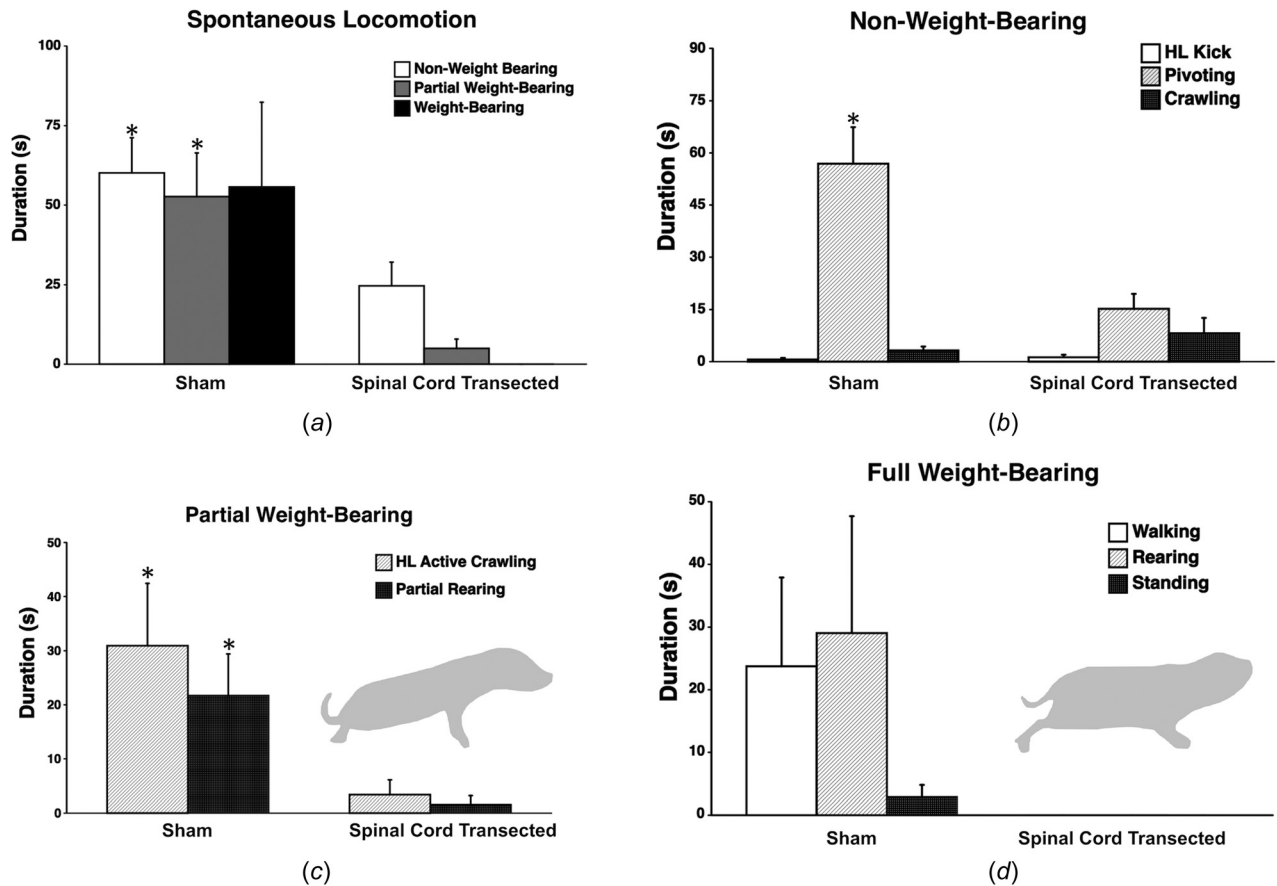 Spontaneous Locomotion
Duration (s)
100
75
50
25
0
Non-Weight Bearing
Partial Weight-Bearing
Weight-Bearing
* *
Sham Spinal Cord Transected
(a)
Non-Weight-Bearing
Duration (s)
90
75
60
45
30
15
0
HL Kick
Pivoting
Crawling
*
Sham Spinal Cord Transected
(b)
Partial Weight-Bearing
Duration (s)
50
40
30
20
10
0
HL Active Crawling
Partial Rearing
*
*
Sham Spinal Cord Transected
(c)
Full Weight-Bearing
Duration (s)
50
40
30
20
10
0
Walking
Rearing
Standing
Sham Spinal Cord Transected
(d)